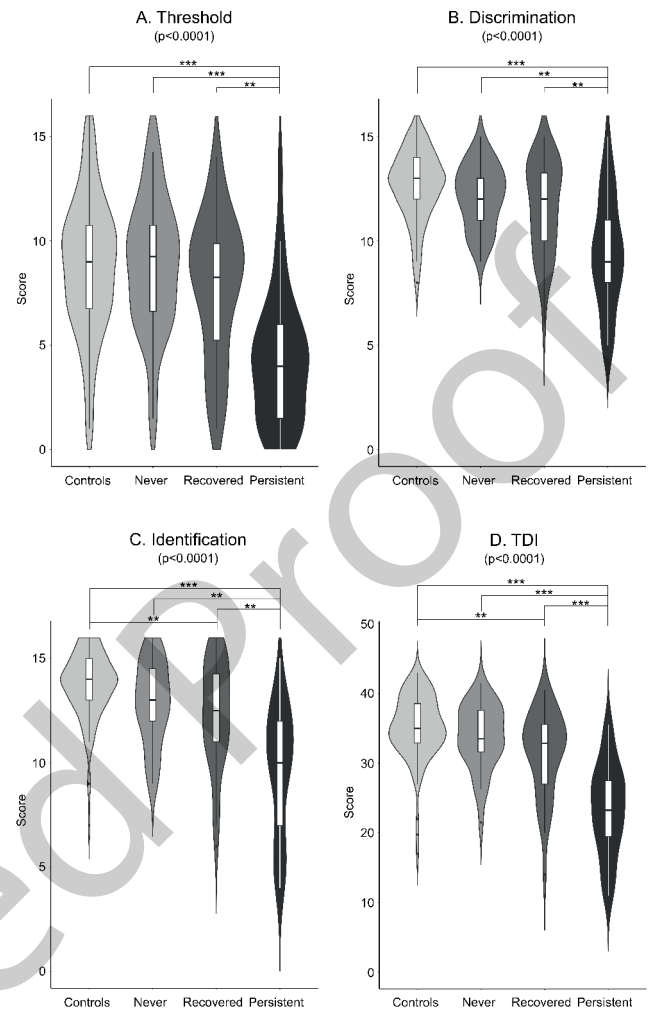 A. Threshold
(p<0.0001)
***
***
**
15
10
5
0
Score
Controls Never Recovered Persistent
B. Discrimination
(p<0.0001)
***
**
**
15
10
5
0
Score
Controls Never Recovered Persistent
C. Identification
(p<0.0001)
***
**
**
**
15
10
5
0
Score
Controls Never Recovered Persistent
D. TDI
(p<0.0001)
***
***
***
**
50
40
30
20
10
0
Score
Controls Never Recovered Persistent
ed Proof